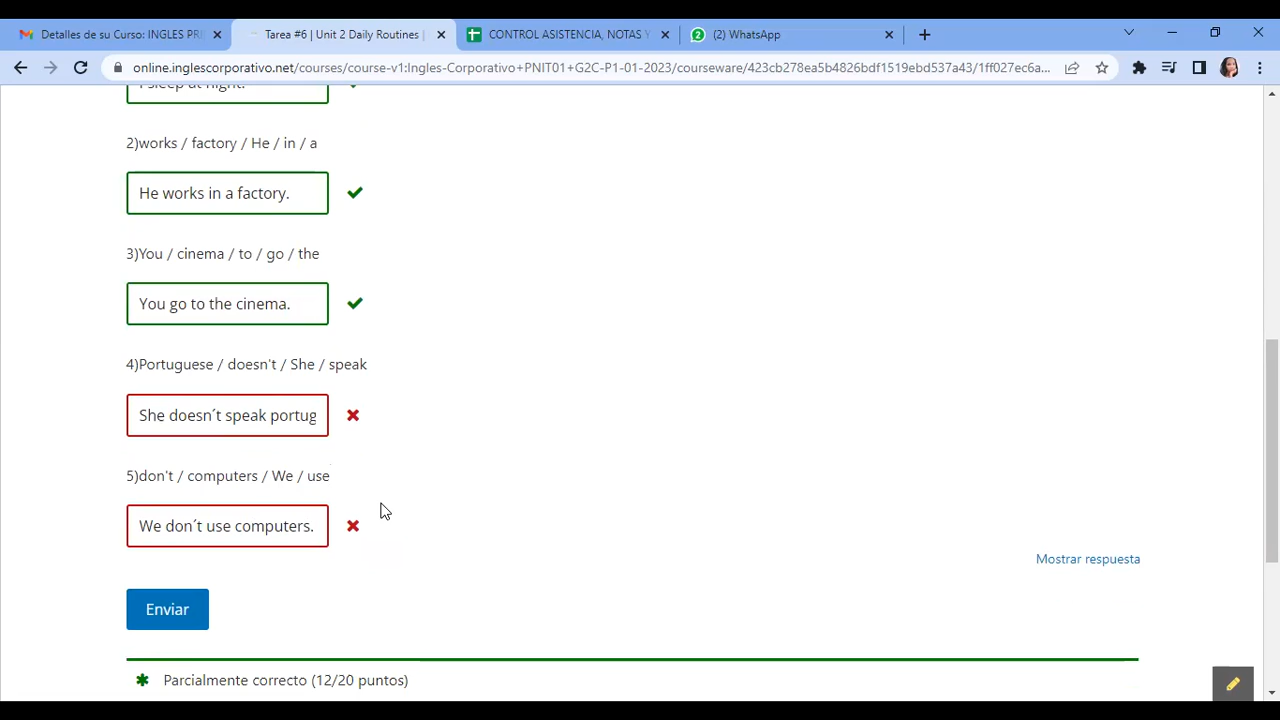 Detalles de su Curso: INGLES PRI
Tarea #6 | Unit 2 Daily Routines |
CONTROL ASISTENCIA, NOTAS Y
(2) WhatsApp
online.inglescorporativo.net/courses/course-v1:Ingles-Corporativo+PNIT01+G2C-P1-01-2023/courseware/423cb278ea5b4826bdf1519ebd537a43/1ff027ec6a...
I sleep at night.
2)works / factory / He / in / a
He works in a factory.
3)You / cinema / to / go / the
You go to the cinema.
4)Portuguese / doesn't / She / speak
She doesn´t speak portug
5)don't / computers / We / use
We don´t use computers.
Mostrar respuesta
Enviar
Parcialmente correcto (12/20 puntos)